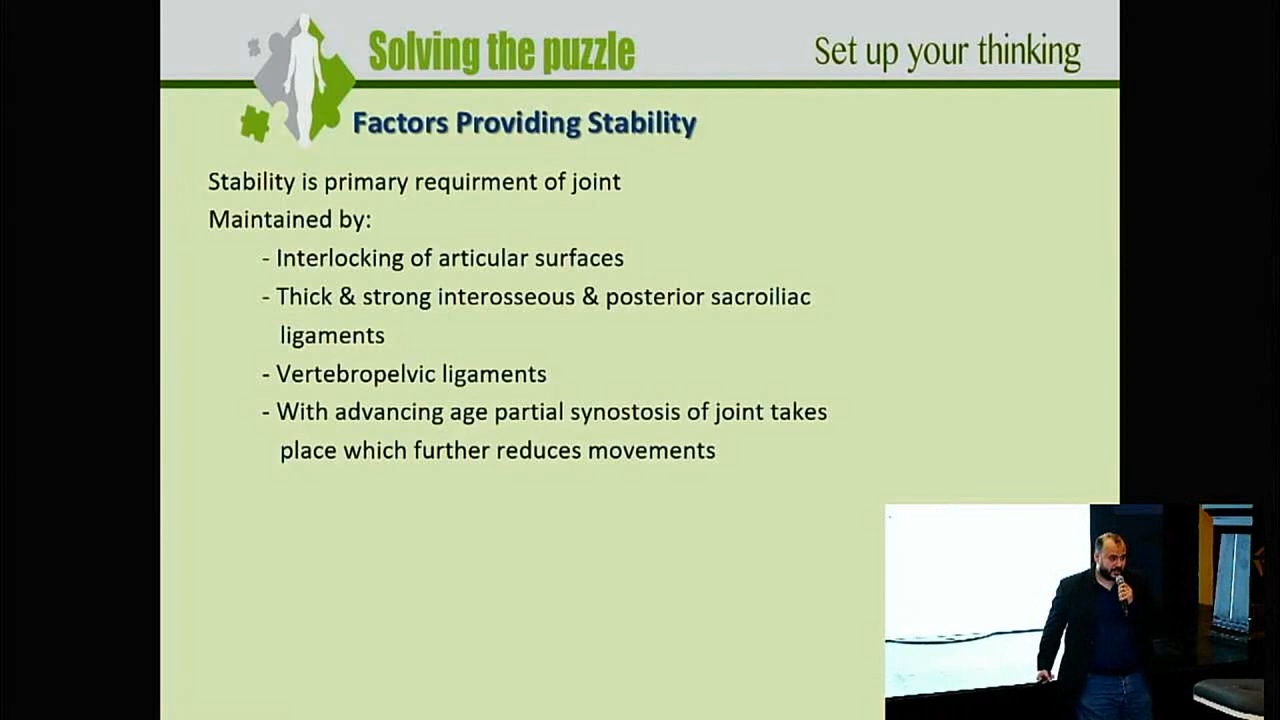 Solving the puzzle
Set up your thinking
Factors Providing Stability
Stability is primary requirment of joint
Maintained by:
- Interlocking of articular surfaces
- Thick & strong interosseous & posterior sacroiliac
ligaments
- Vertebropelvic ligaments
- With advancing age partial synostosis of joint takes
place which further reduces movements